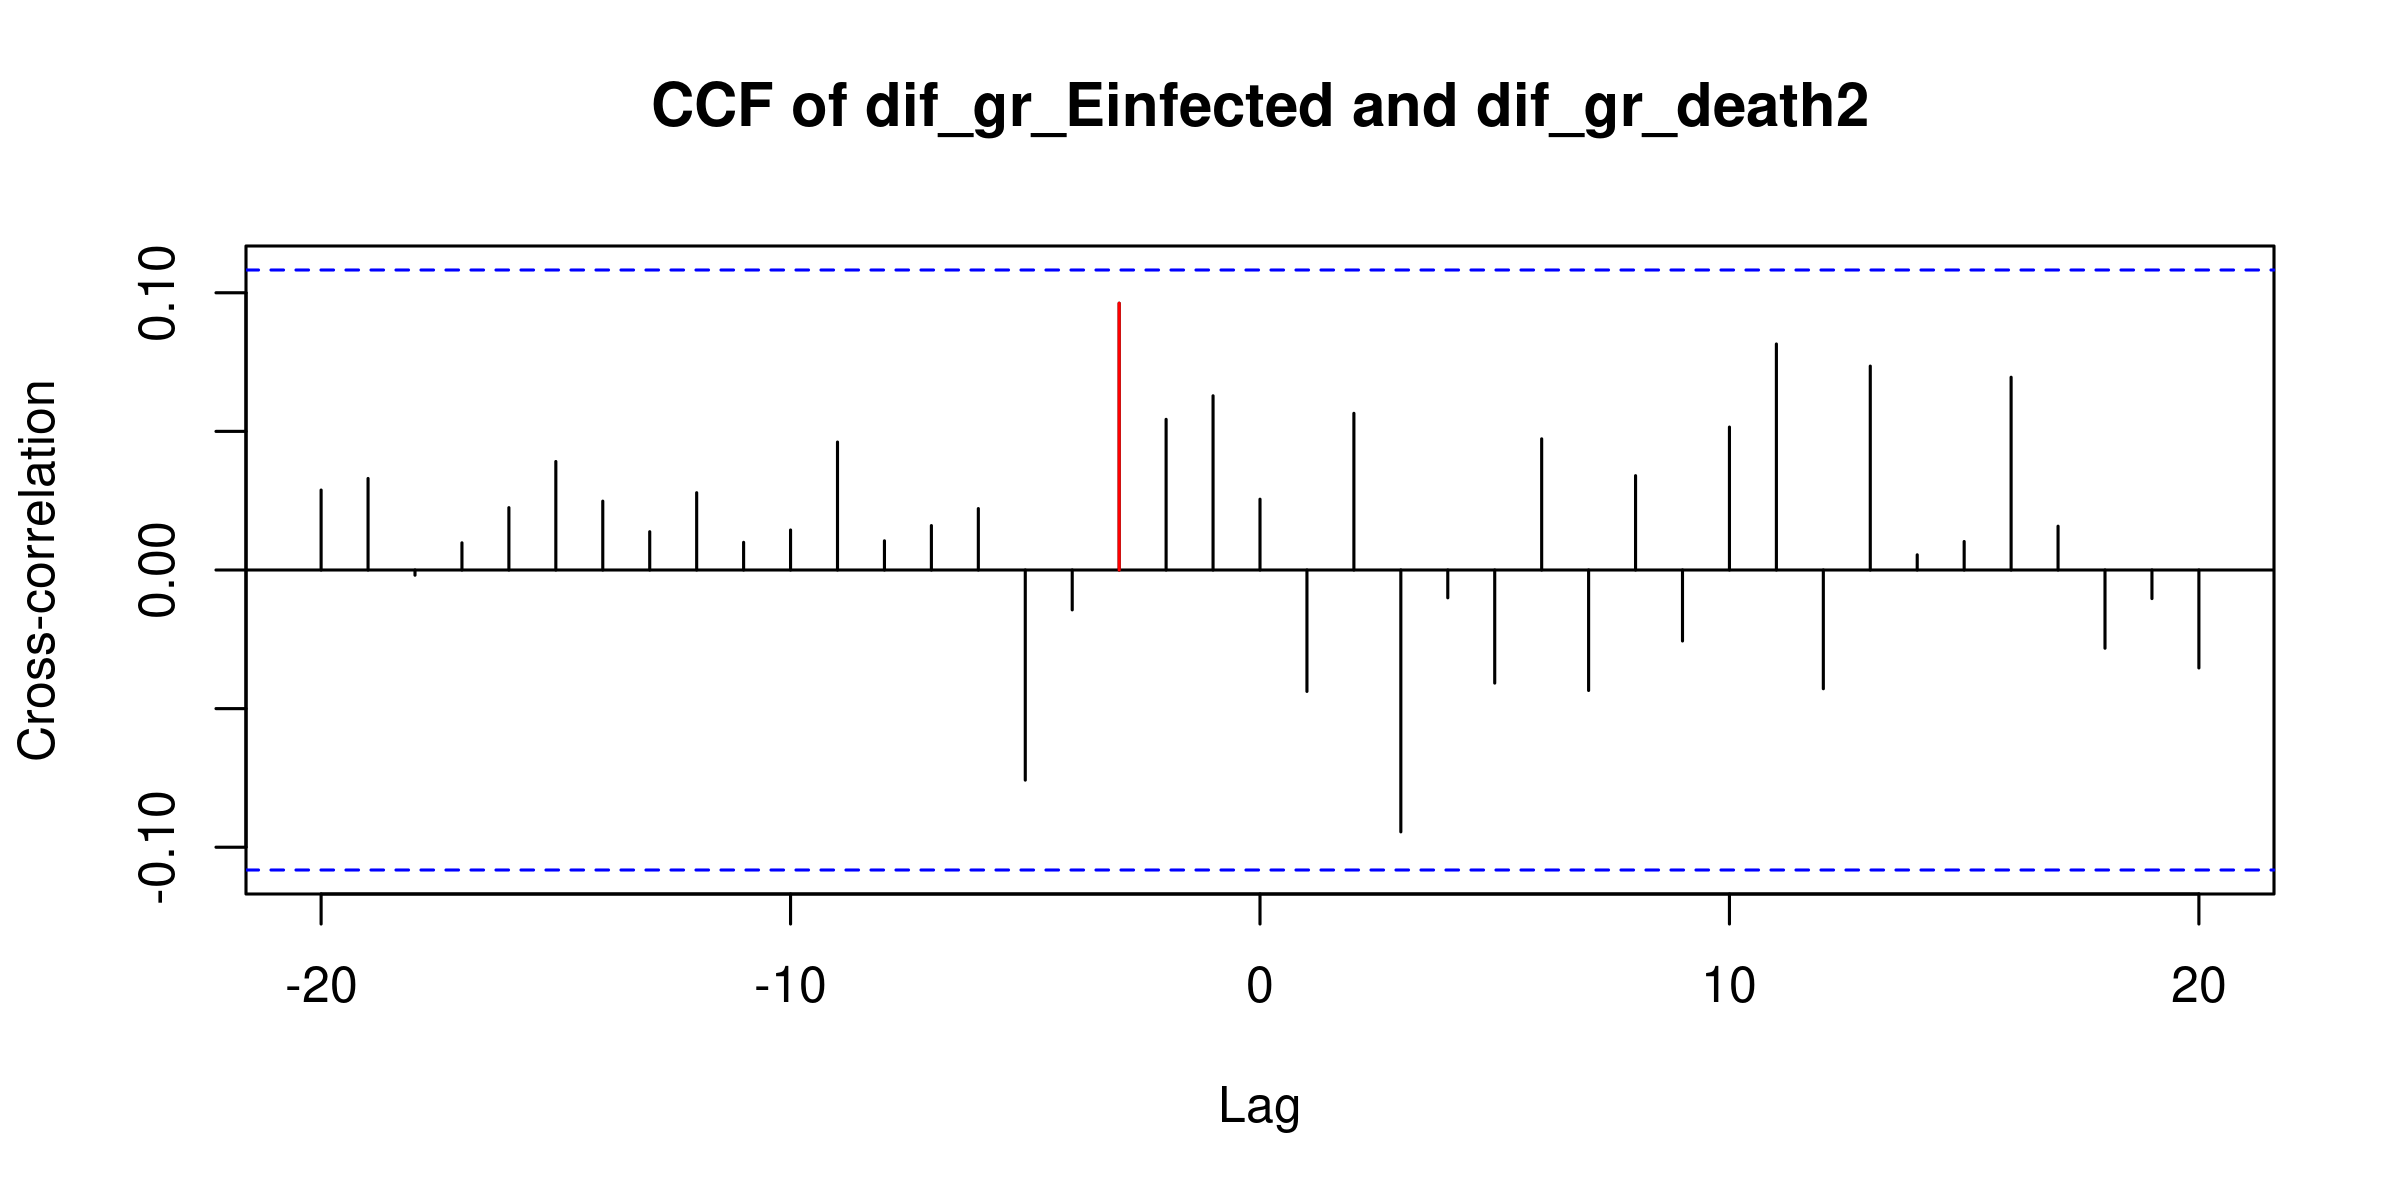 CCF of dif_gr_Einfected and dif_gr_death2
Cross-correlation
0.10
0.00
-0.10
-20
-10
0
10
20
Lag